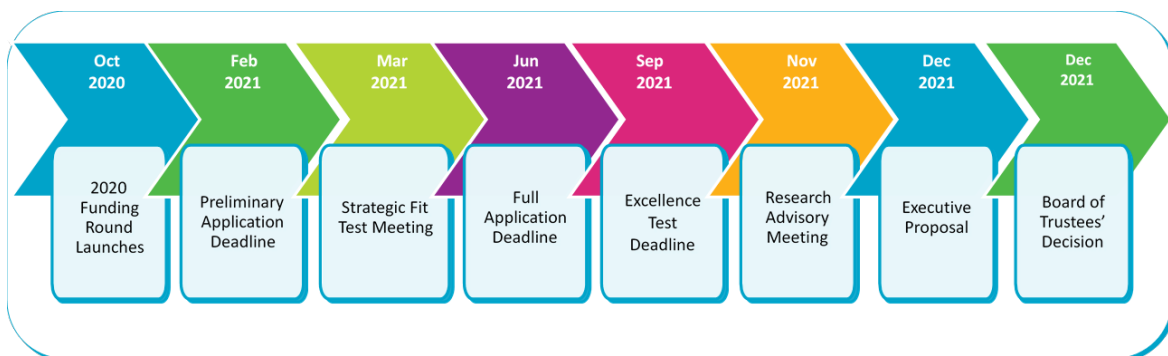 Oct
2020
Feb
2021
Mar
2021
Jun
2021
Sep
2021
Nov
2021
Dec
2021
Dec
2021
2020
Funding
Round
Launches
Preliminary
Application
Deadline
Strategic Fit
Test Meeting
Full
Application
Deadline
Excellence
Test
Deadline
Research
Advisory
Meeting
Executive
Proposal
Board of
Trustees’
Decision